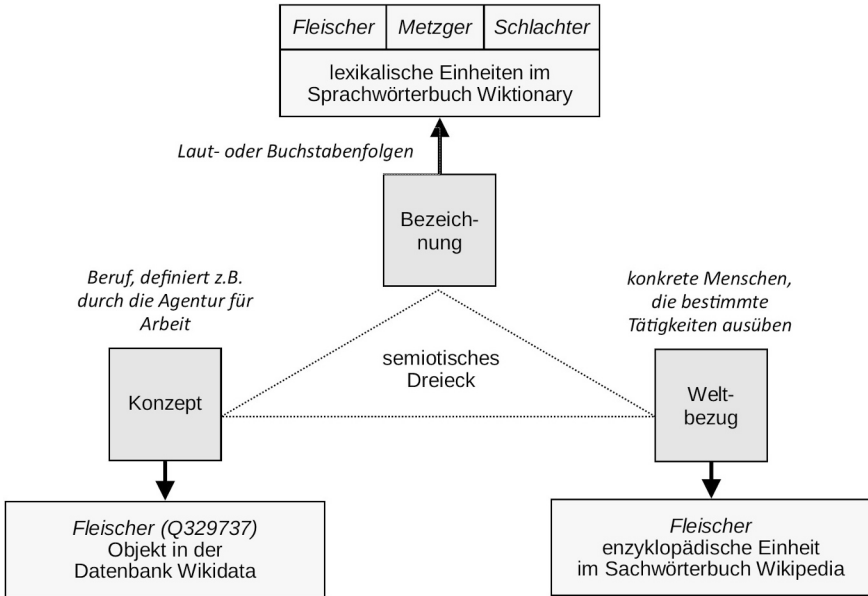 Fleischer Metzger Schlachter
lexikalische Einheiten im
Sprachwörterbuch Wiktionary
Laut- oder Buchstabenfolgen
Bezeich-
nung
Beruf, definiert z.B.
durch die Agentur für
Arbeit
konkrete Menschen,
die bestimmte
Tätigkeiten ausüben
semiotisches
Dreieck
Konzept
Welt-
bezug
Fleischer (Q329737)
Objekt in der
Datenbank Wikidata
Fleischer
enzyklopädische Einheit
im Sachwörterbuch Wikipedia